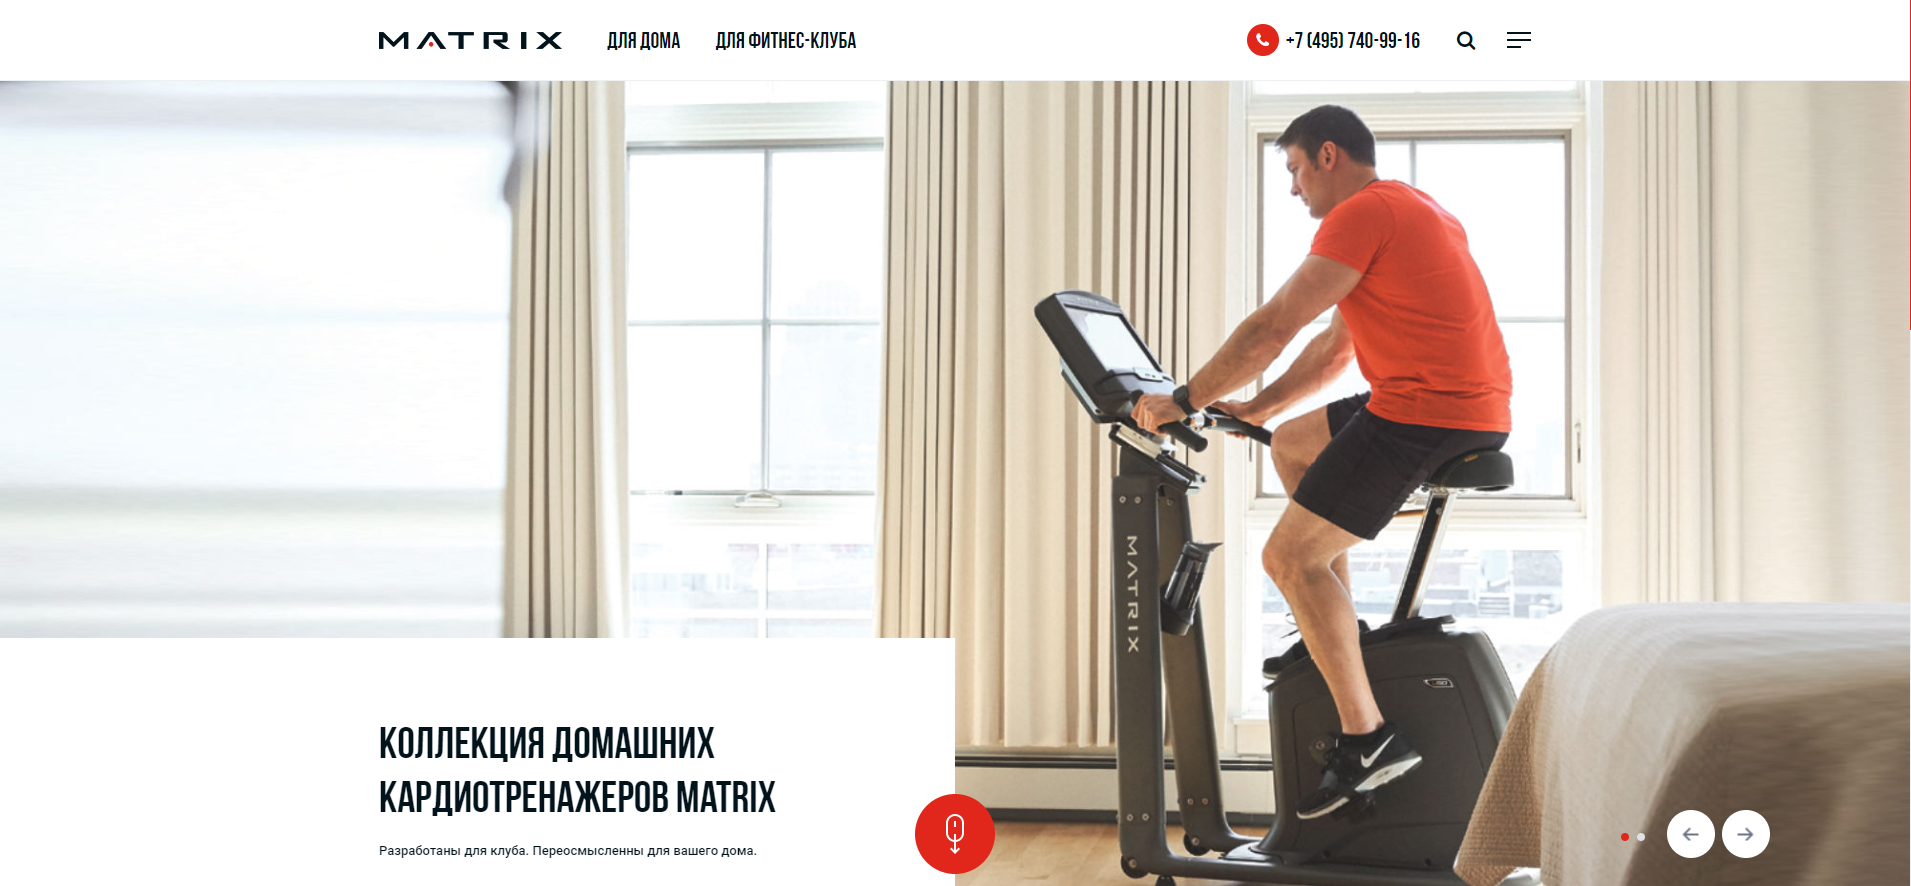 MATRIX
ДЛЯ ДОМА
ДЛЯ ФИТНЕС-КЛУБА
+7 (495) 740-99-16
MATRIX
КОЛЛЕКЦИЯ ДОМАШНИХ
КАРДИОТРЕНАЖЕРОВ MATRIX
Разработаны для клуба. Переосмысленны для вашего дома.